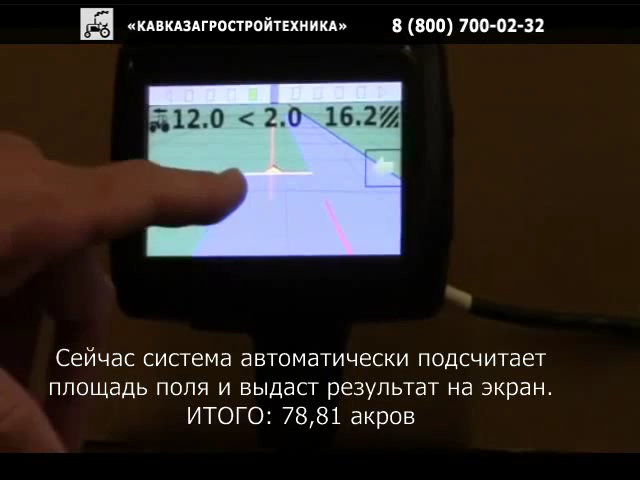 «КАВКАЗАГРОСТРОЙТЕХНИКА» 8 (800) 700-02-32
12.0 < 2.0 16.2
Сейчас система автоматически подсчитает
площадь поля и выдаст результат на экран.
ИТОГО: 78,81 акров